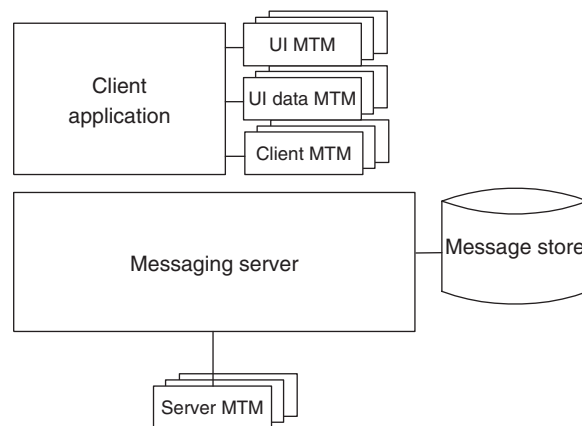 UI MTM
Client
application
UI data MTM
Client MTM
Messaging server
Message store
Server MTM